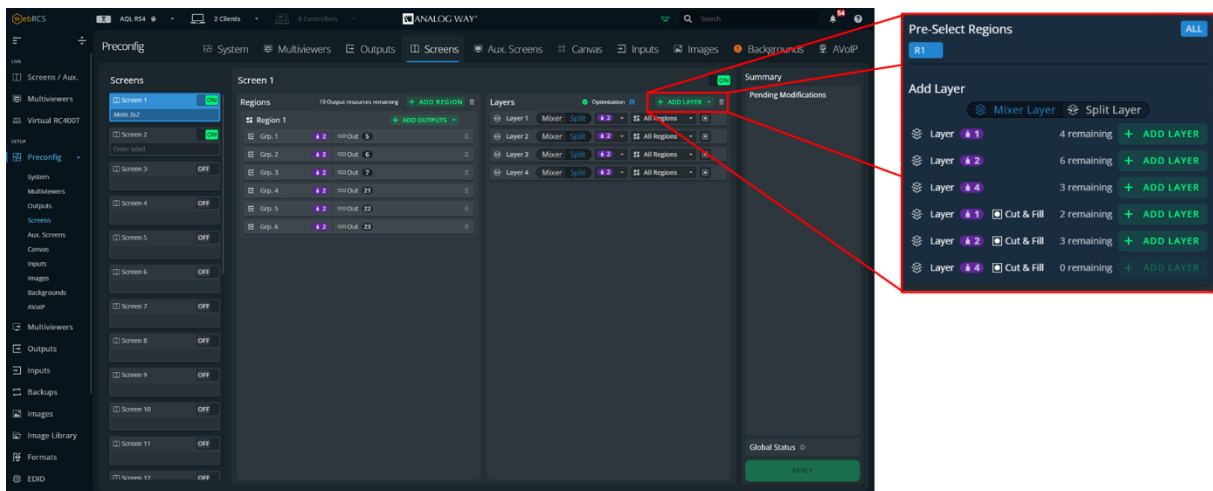 WebRCS
AQL RS4
2 Clients
0 Controllers
ANALOG WAY®
Search
54
Preconfig
System
Multiviewers
Outputs
Screens
Aux. Screens
Canvas
Inputs
Images
Backgrounds
AVoIP
LIVE
Screens / Aux.
Multiviewers
Virtual RC400T
SETUP
Preconfig
System
Multiviewers
Outputs
Screens
Aux. Screens
Canvas
Inputs
Images
Backgrounds
AVoIP
Multiviewers
Outputs
Inputs
Backups
Images
Image Library
Formats
EDID
Screens
Screen 1 ON
Main 3x2
Screen 2 ON
Enter label
Screen 3 OFF
Screen 4 OFF
Screen 5 OFF
Screen 6 OFF
Screen 7 OFF
Screen 8 OFF
Screen 9 OFF
Screen 10 OFF
Screen 11 OFF
Screen 12 OFF
Screen 1 ON
Regions 10 Output resources remaining + ADD REGION
Region 1 + ADD OUTPUTS
Grp. 1 2 Out 5
Grp. 2 2 Out 6
Grp. 3 2 Out 7
Grp. 4 2 Out 21
Grp. 5 2 Out 22
Grp. 6 2 Out 23
Layers Optimisation + ADD LAYER
Layer 1 Mixer Split 2 All Regions
Layer 2 Mixer Split 2 All Regions
Layer 3 Mixer Split 2 All Regions
Layer 4 Mixer Split 2 All Regions
Summary
Pending Modifications
Global Status
APPLY
Pre-Select Regions ALL
R1
Add Layer
Mixer Layer Split Layer
Layer 1 4 remaining + ADD LAYER
Layer 2 6 remaining + ADD LAYER
Layer 4 3 remaining + ADD LAYER
Layer 1 Cut & Fill 2 remaining + ADD LAYER
Layer 2 Cut & Fill 3 remaining + ADD LAYER
Layer 4 Cut & Fill 0 remaining + ADD LAYER